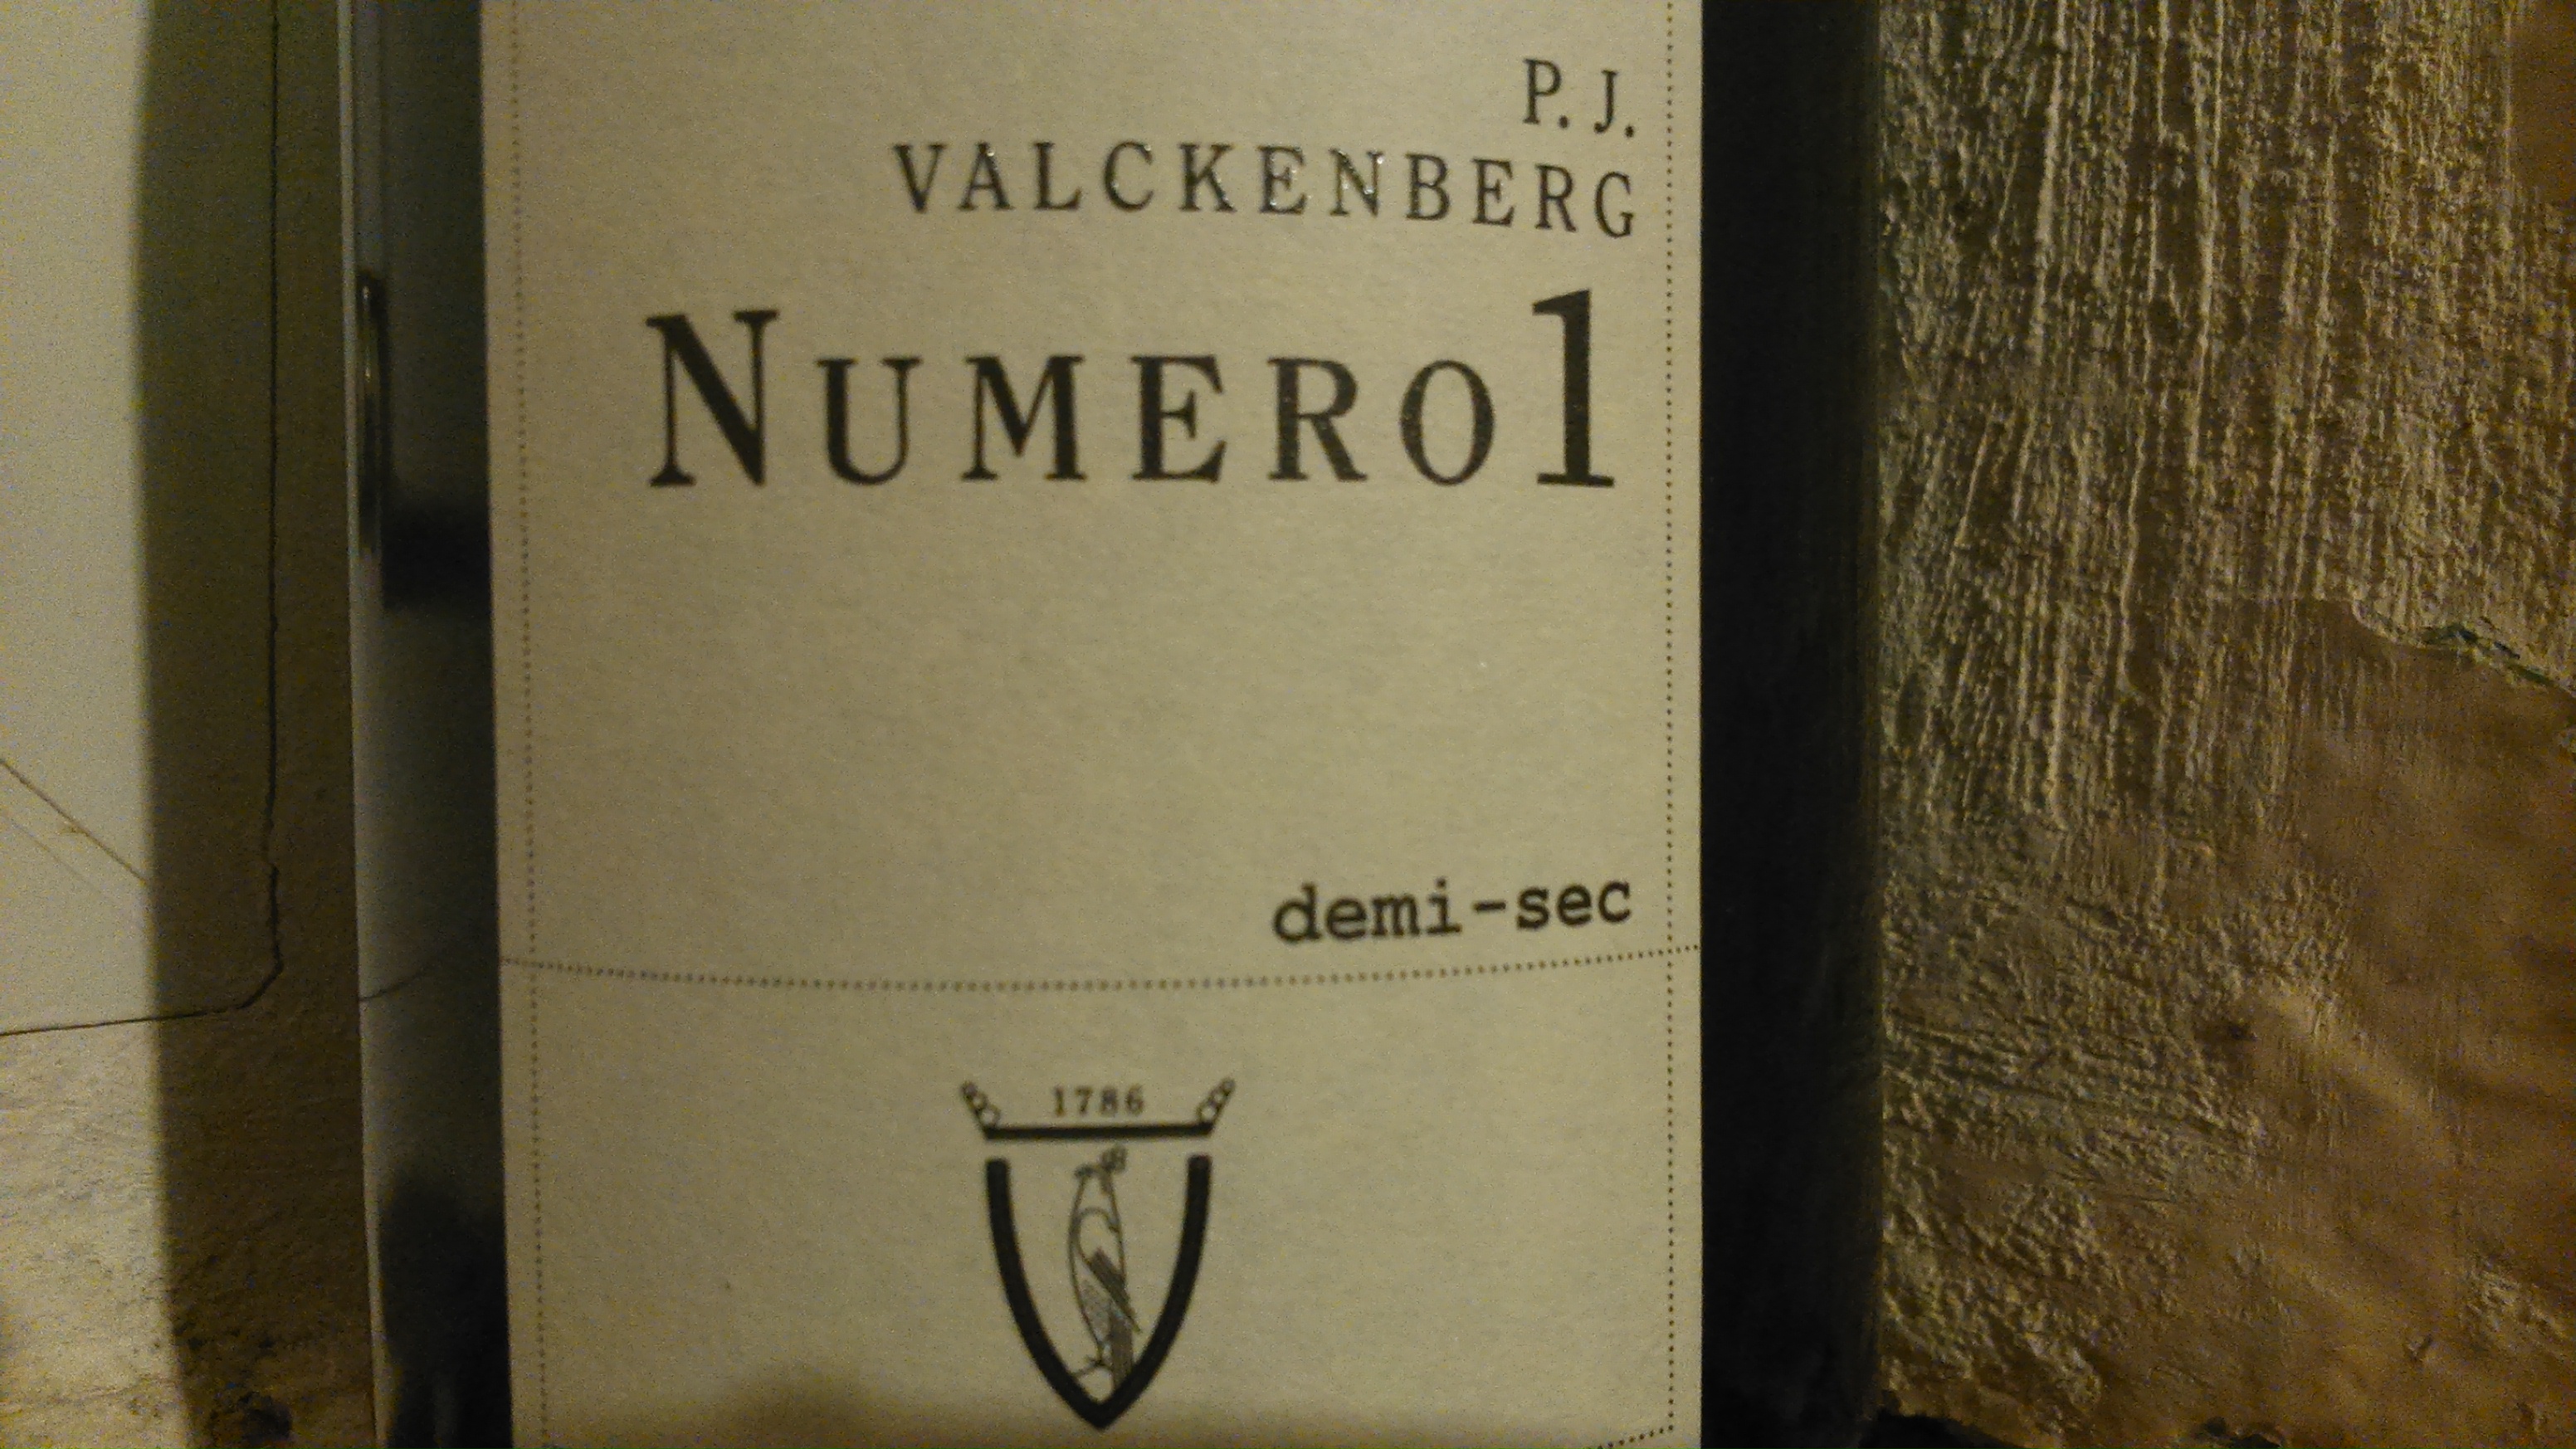 P. J.
VALCKENBERG
NUMERO1
demi-sec
1786